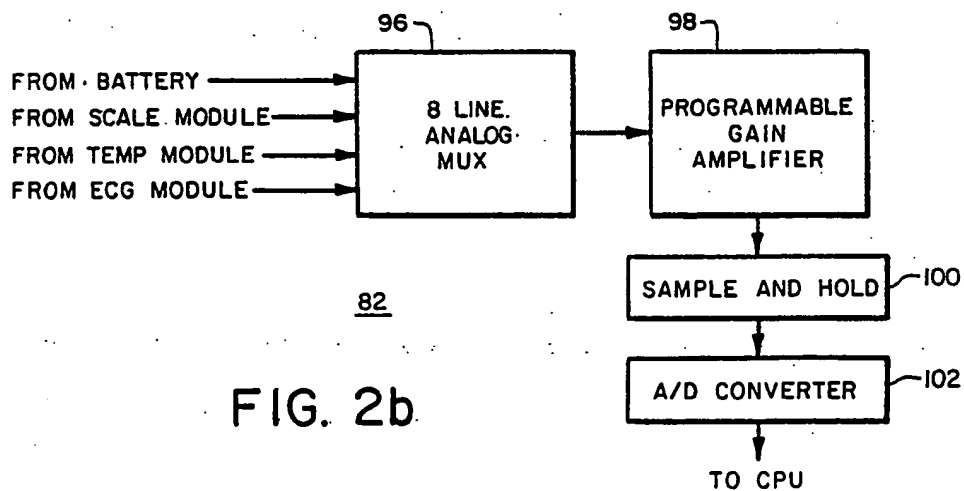 96
98
FROM BATTERY
FROM SCALE MODULE
FROM TEMP MODULE
FROM ECG MODULE
8 LINE
ANALOG
MUX
PROGRAMMABLE
GAIN
AMPLIFIER
SAMPLE AND HOLD
100
82
A/D CONVERTER
102
FIG. 2b
TO CPU